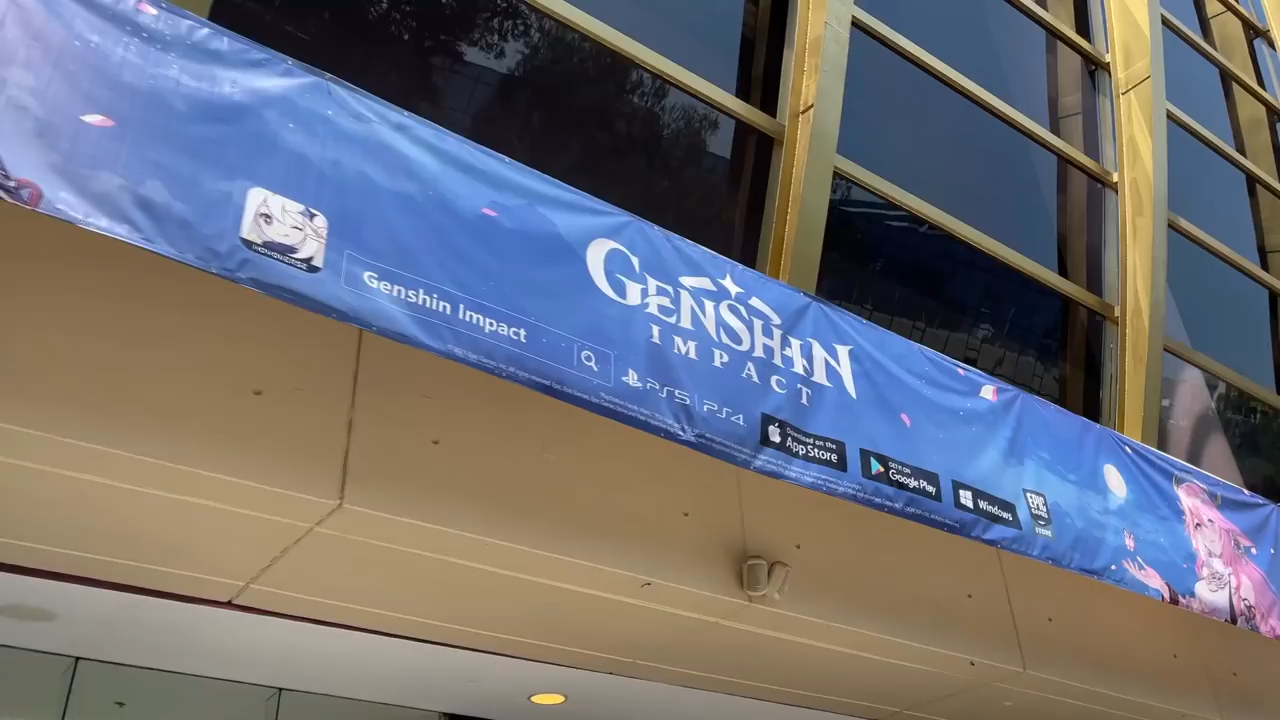 Genshin Impact
GENSHIN
IMPACT
PS5 | PS4
Download on the
App Store
GET IT ON
Google Play
Windows
EPIC
GAMES
STORE